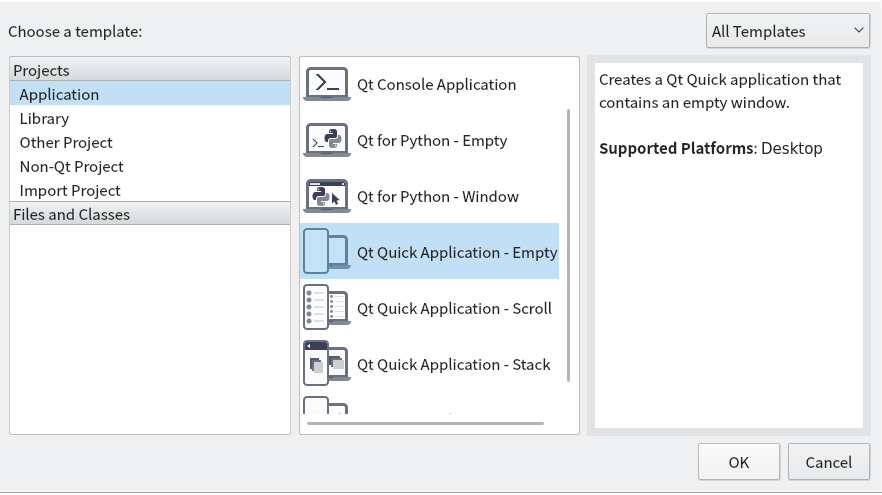 Choose a template:
All Templates
Projects
Application
Library
Other Project
Non-Qt Project
Import Project
Files and Classes
Qt Console Application
Qt for Python - Empty
Qt for Python - Window
Qt Quick Application - Empty
Qt Quick Application - Scroll
Qt Quick Application - Stack
Creates a Qt Quick application that
contains an empty window.
Supported Platforms: Desktop
OK
Cancel